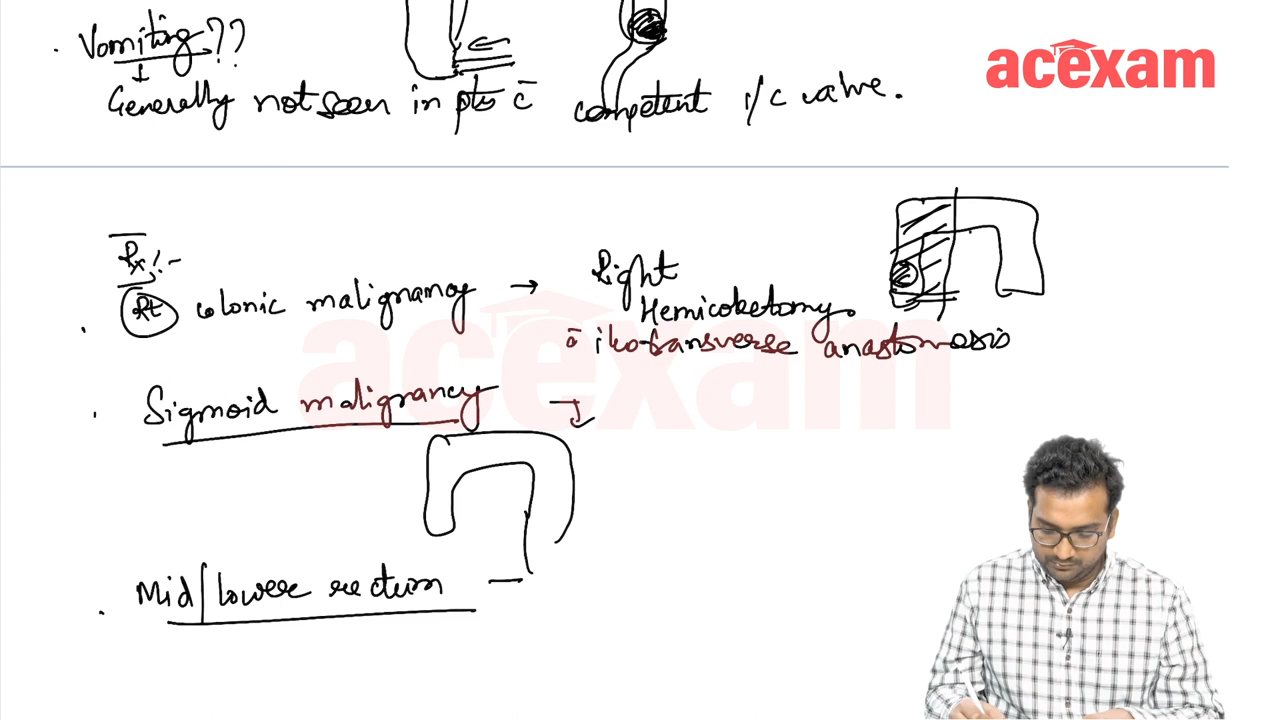 . Vomiting ??
acexam
Generally not seen in pts c̄ competent i/c valve.
Rx :-
. Rt colonic malignancy → Right
Hemicolectomy
c̄ ileo-transverse anastomosis
. Sigmoid malignancy →
. Mid/lower rectum
acexam